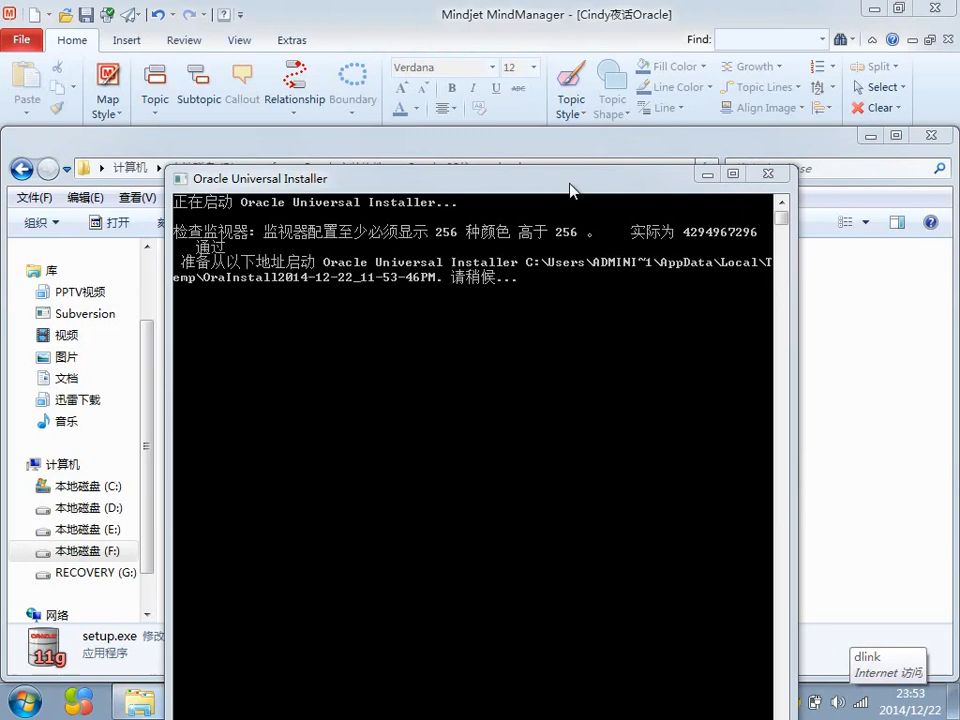 Mindjet MindManager - [Cindy夜话Oracle]
File Home Insert Review View Extras Find:
Paste
Map Style
Topic
Subtopic
Callout
Relationship
Boundary
Verdana 12
B I U ABC
A
Topic Style
Topic Shape
Fill Color
Line Color
Line
Growth
Topic Lines
Align Image
Split
Select
Clear
计算机
文件(F) 编辑(E) 查看(V)
组织 打开
库
PPTV视频
Subversion
视频
图片
文档
迅雷下载
音乐
计算机
本地磁盘 (C:)
本地磁盘 (D:)
本地磁盘 (E:)
本地磁盘 (F:)
RECOVERY (G:)
网络
Oracle Universal Installer
正在启动 Oracle Universal Installer...
检查监视器: 监视器配置至少必须显示 256 种颜色 高于 256 。 实际为 4294967296
通过
准备从以下地址启动 Oracle Universal Installer C:\Users\ADMINI~1\AppData\Local\T
emp\OraInstall2014-12-22_11-53-46PM. 请稍候...
ORACLE
11g
setup.exe 修改
应用程序
dlink
Internet 访问
23:53
2014/12/22